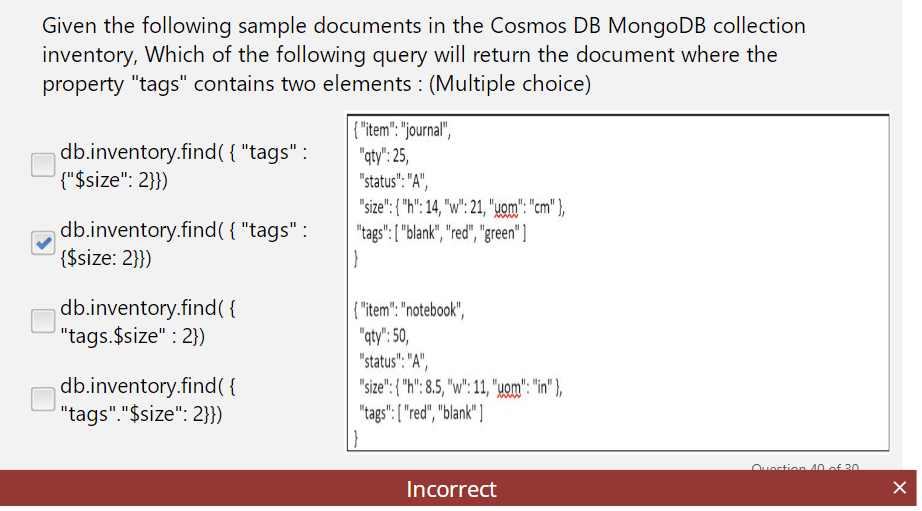 Given the following sample documents in the Cosmos DB MongoDB collection
inventory, Which of the following query will return the document where the
property "tags" contains two elements : (Multiple choice)
db.inventory.find( { "tags" :
{"$size": 2}})
db.inventory.find( { "tags" :
{$size: 2}})
db.inventory.find( {
"tags.$size" : 2})
db.inventory.find( {
"tags"."$size": 2}})
{ "item": "journal",
"qty": 25,
"status": "A",
"size": { "h": 14, "w": 21, "uom": "cm" },
"tags": [ "blank", "red", "green" ]
}
{ "item": "notebook",
"qty": 50,
"status": "A",
"size": { "h": 8.5, "w": 11, "uom": "in" },
"tags": [ "red", "blank" ]
}
Question 40 of 30
Incorrect